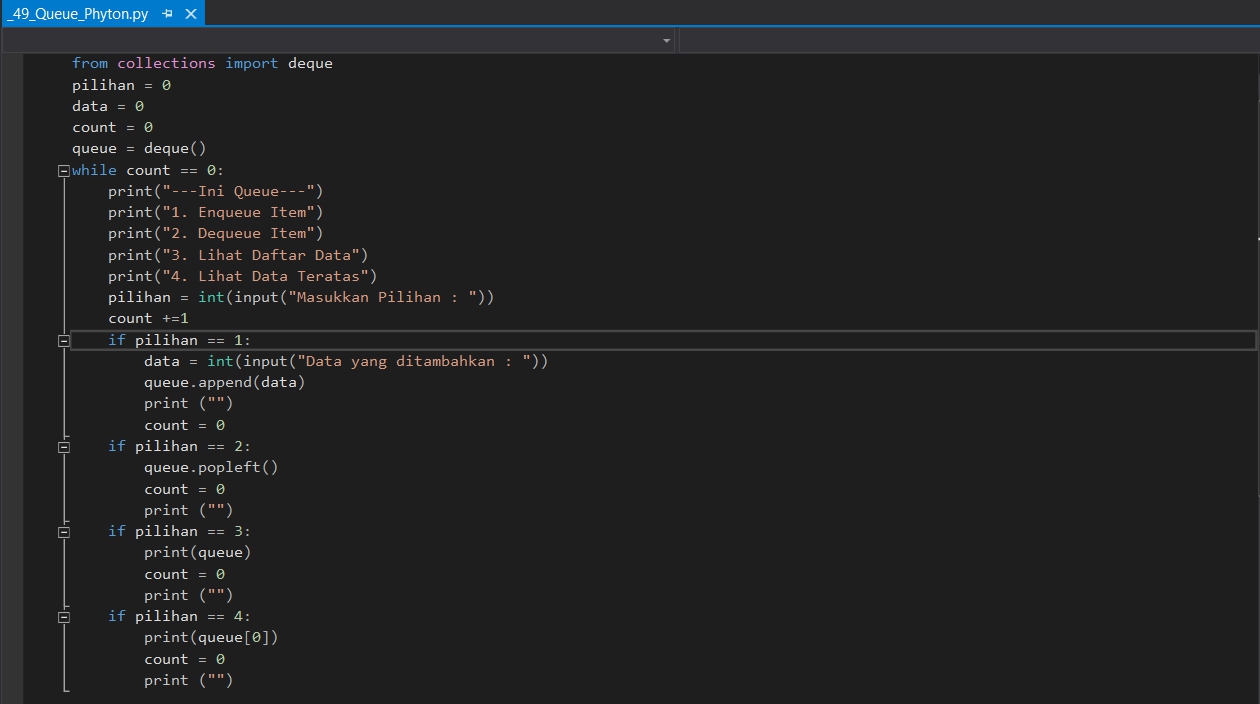 _49_Queue_Phyton.py
from collections import deque
pilihan = 0
data = 0
count = 0
queue = deque()
while count == 0:
    print("---Ini Queue---")
    print("1. Enqueue Item")
    print("2. Dequeue Item")
    print("3. Lihat Daftar Data")
    print("4. Lihat Data Teratas")
    pilihan = int(input("Masukkan Pilihan : "))
    count +=1
    if pilihan == 1:
        data = int(input("Data yang ditambahkan : "))
        queue.append(data)
        print ("")
        count = 0
    if pilihan == 2:
        queue.popleft()
        count = 0
        print ("")
    if pilihan == 3:
        print(queue)
        count = 0
        print ("")
    if pilihan == 4:
        print(queue[0])
        count = 0
        print ("")